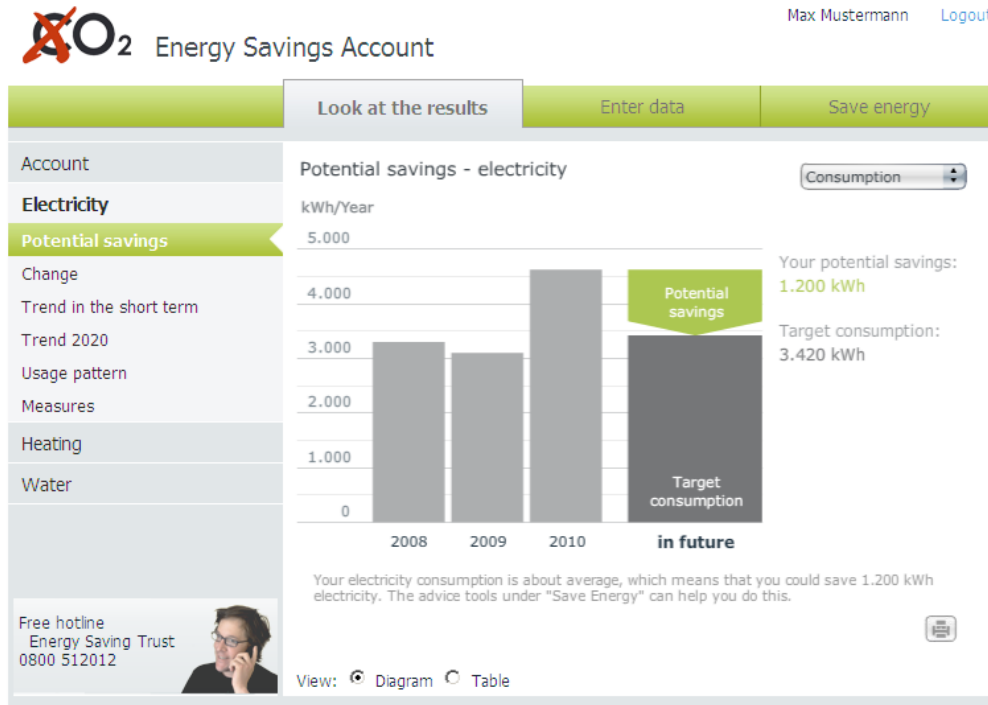 Max Mustermann Logout
CO2 Energy Savings Account
Look at the results Enter data Save energy
Account
Electricity
Potential savings
Change
Trend in the short term
Trend 2020
Usage pattern
Measures
Heating
Water
Free hotline
Energy Saving Trust
0800 512012
Potential savings - electricity
Consumption
kWh/Year
5.000
4.000
3.000
2.000
1.000
0
Potential
savings
Target
consumption
2008 2009 2010 in future
Your potential savings:
1.200 kWh
Target consumption:
3.420 kWh
Your electricity consumption is about average, which means that you could save 1.200 kWh
electricity. The advice tools under "Save Energy" can help you do this.
View: Diagram Table